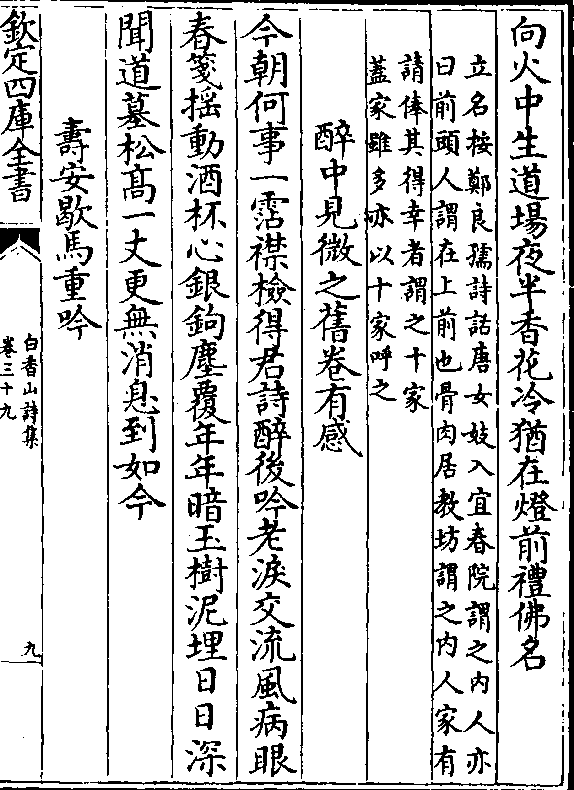 向火中生道場夜半香花冷猶在燈前禮佛名
立名按鄭良孺詩話唐女妓入宜春院謂之内人亦
曰前頭人謂在上前也骨肉居教坊謂之内人家有
請俸其得幸者謂之十家
蓋家雖多亦以十家呼之
醉中見微之舊卷有感
今朝何事一霑襟檢得君詩醉後吟老淚交流風病眼
春箋揺動酒杯心銀鉤塵覆年年暗玉樹泥埋日日深
聞道墓松髙一丈更無消息到如今
壽安歇馬重吟
欽定四庫全書
白香山詩集
卷三十九
九